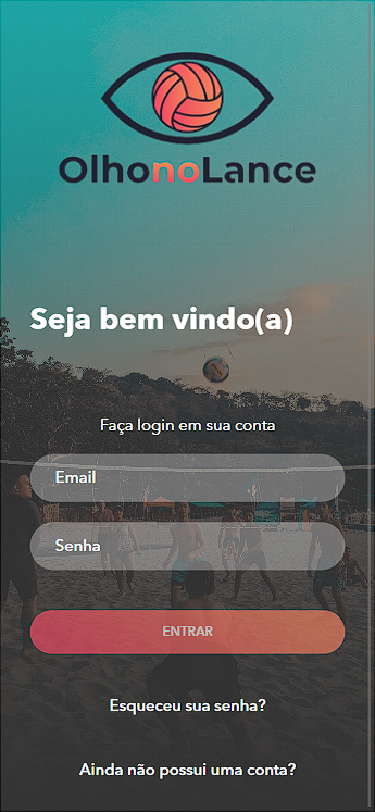 OlhonoLance
Seja bem vindo(a)
Faça login em sua conta
Email
Senha
ENTRAR
Esqueceu sua senha?
Ainda não possui uma conta?